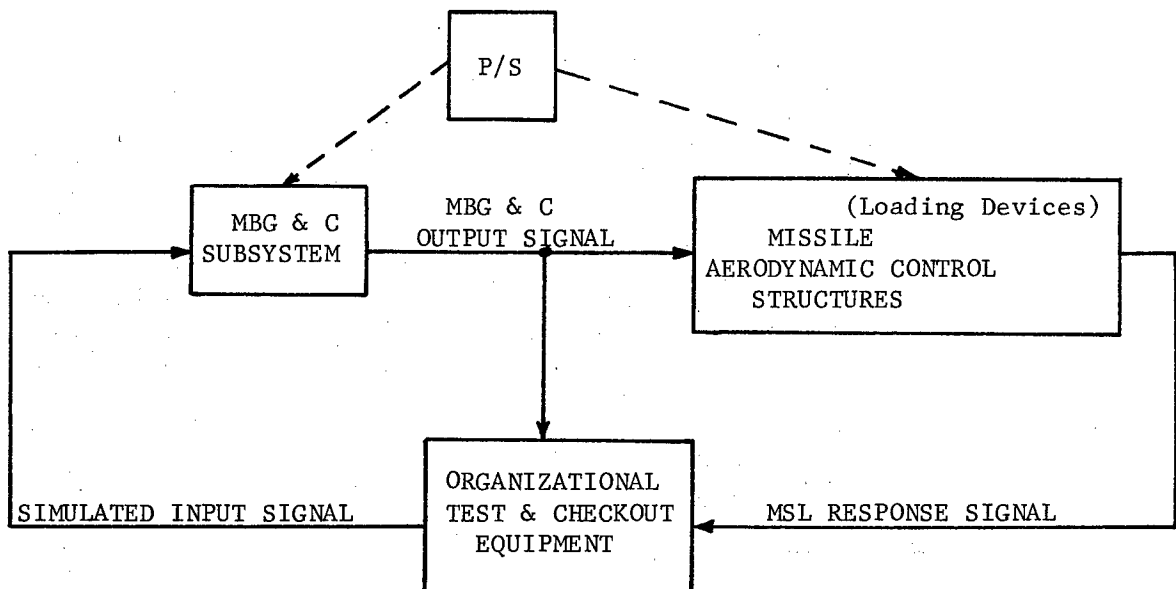 P/S
MBG & C
SUBSYSTEM
MBG & C
OUTPUT SIGNAL
(Loading Devices)
MISSILE
AERODYNAMIC CONTROL
STRUCTURES
ORGANIZATIONAL
TEST & CHECKOUT
EQUIPMENT
SIMULATED INPUT SIGNAL
MSL RESPONSE SIGNAL